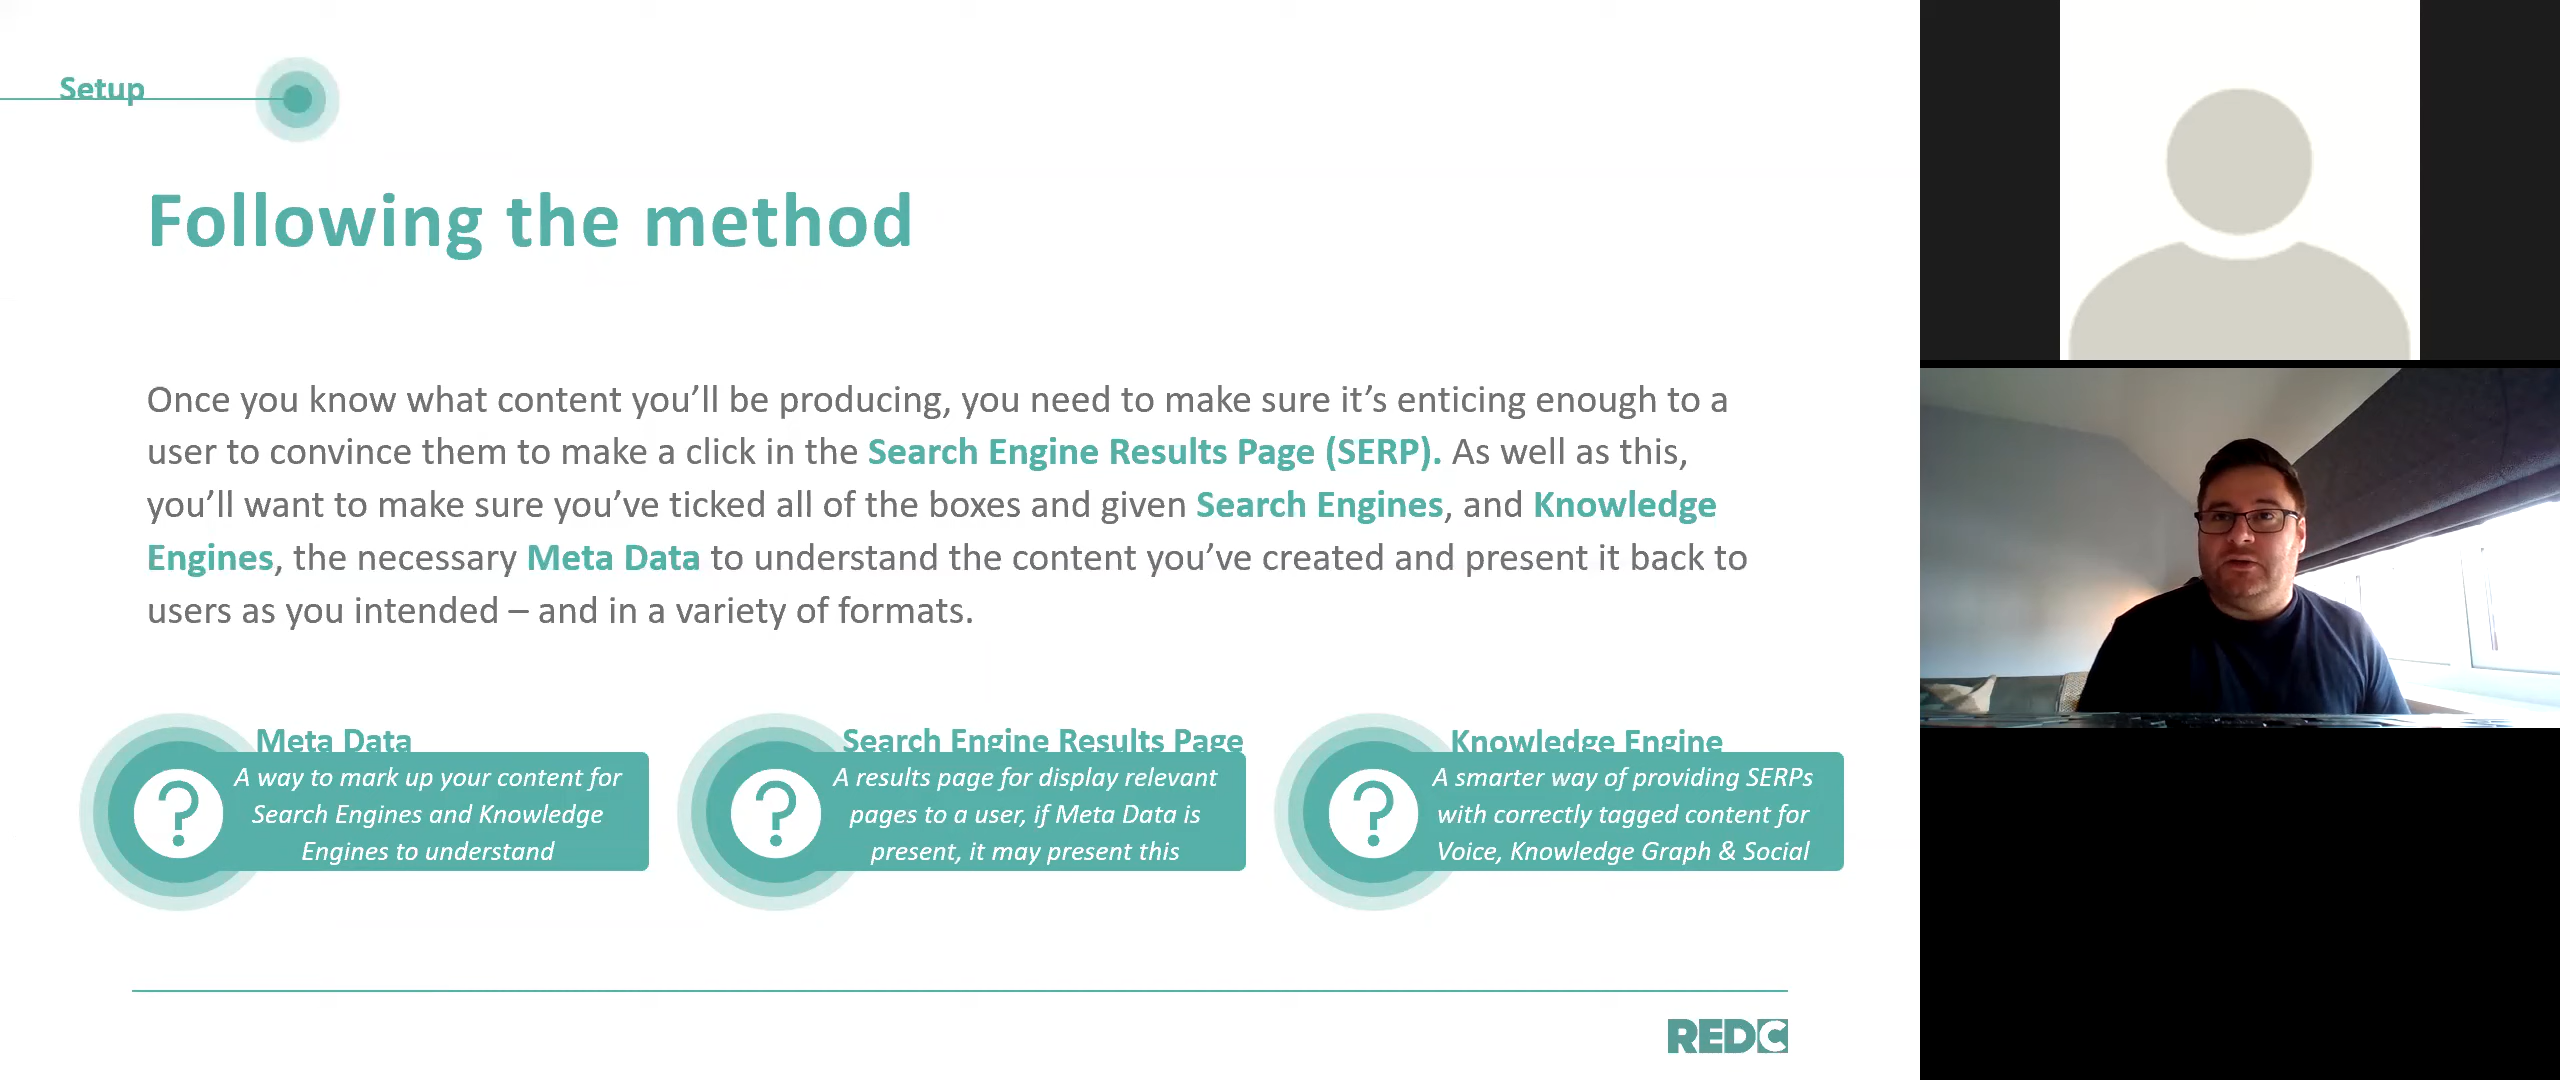 Setup
Following the method
Once you know what content you’ll be producing, you need to make sure it’s enticing enough to a
user to convince them to make a click in the Search Engine Results Page (SERP). As well as this,
you’ll want to make sure you’ve ticked all of the boxes and given Search Engines, and Knowledge
Engines, the necessary Meta Data to understand the content you’ve created and present it back to
users as you intended – and in a variety of formats.
Meta Data
A way to mark up your content for
Search Engines and Knowledge
Engines to understand
Search Engine Results Page
A results page for display relevant
pages to a user, if Meta Data is
present, it may present this
Knowledge Engine
A smarter way of providing SERPs
with correctly tagged content for
Voice, Knowledge Graph & Social
REDC